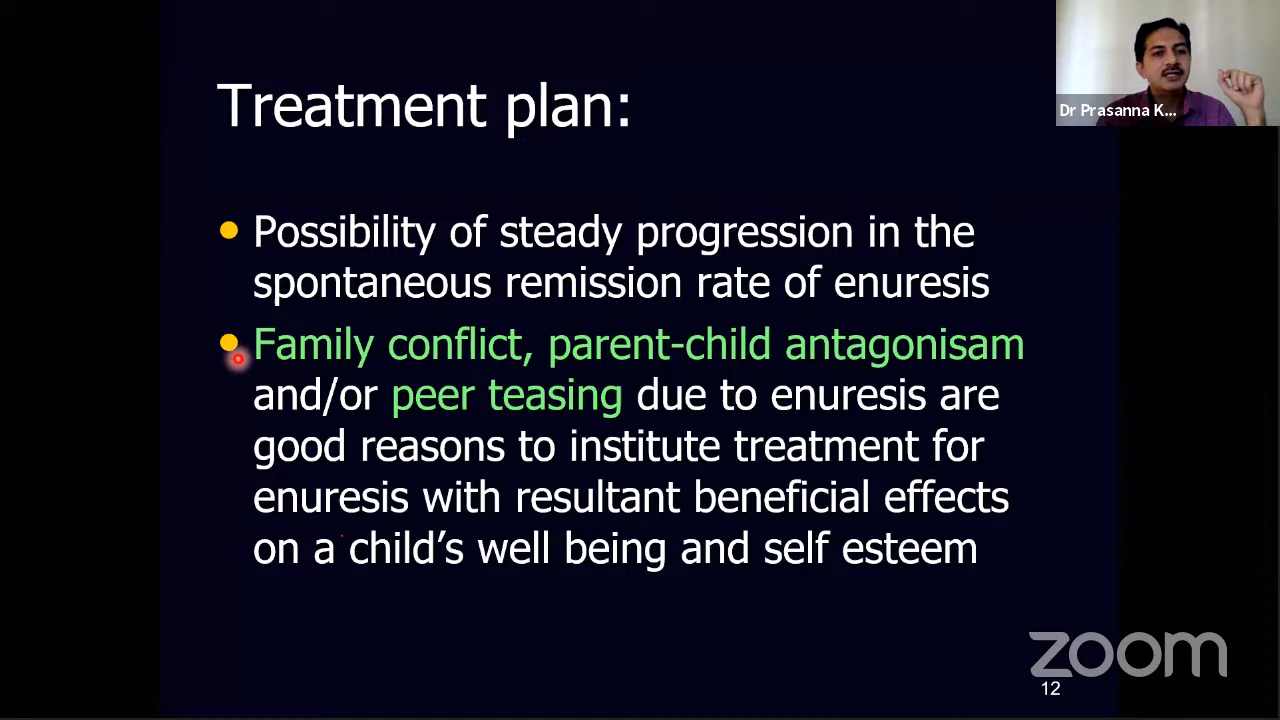 Treatment plan:
Dr Prasanna K...
Possibility of steady progression in the
spontaneous remission rate of enuresis
Family conflict, parent-child antagonisam
and/or peer teasing due to enuresis are
good reasons to institute treatment for
enuresis with resultant beneficial effects
on a child’s well being and self esteem
zoom
12